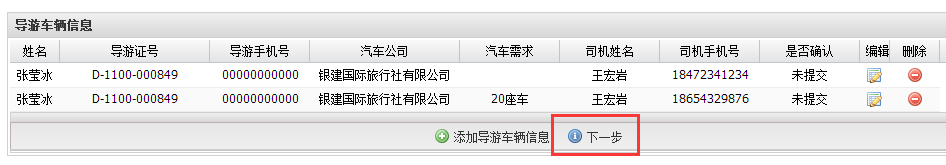 导游车辆信息
姓名 导游证号 导游手机号 汽车公司 汽车需求 司机姓名 司机手机号 是否确认 编辑 删除
张莹冰 D-1100-000849 00000000000 银建国际旅行社有限公司 王宏岩 18472341234 未提交
张莹冰 D-1100-000849 00000000000 银建国际旅行社有限公司 20座车 王宏岩 18654329876 未提交
添加导游车辆信息 下一步